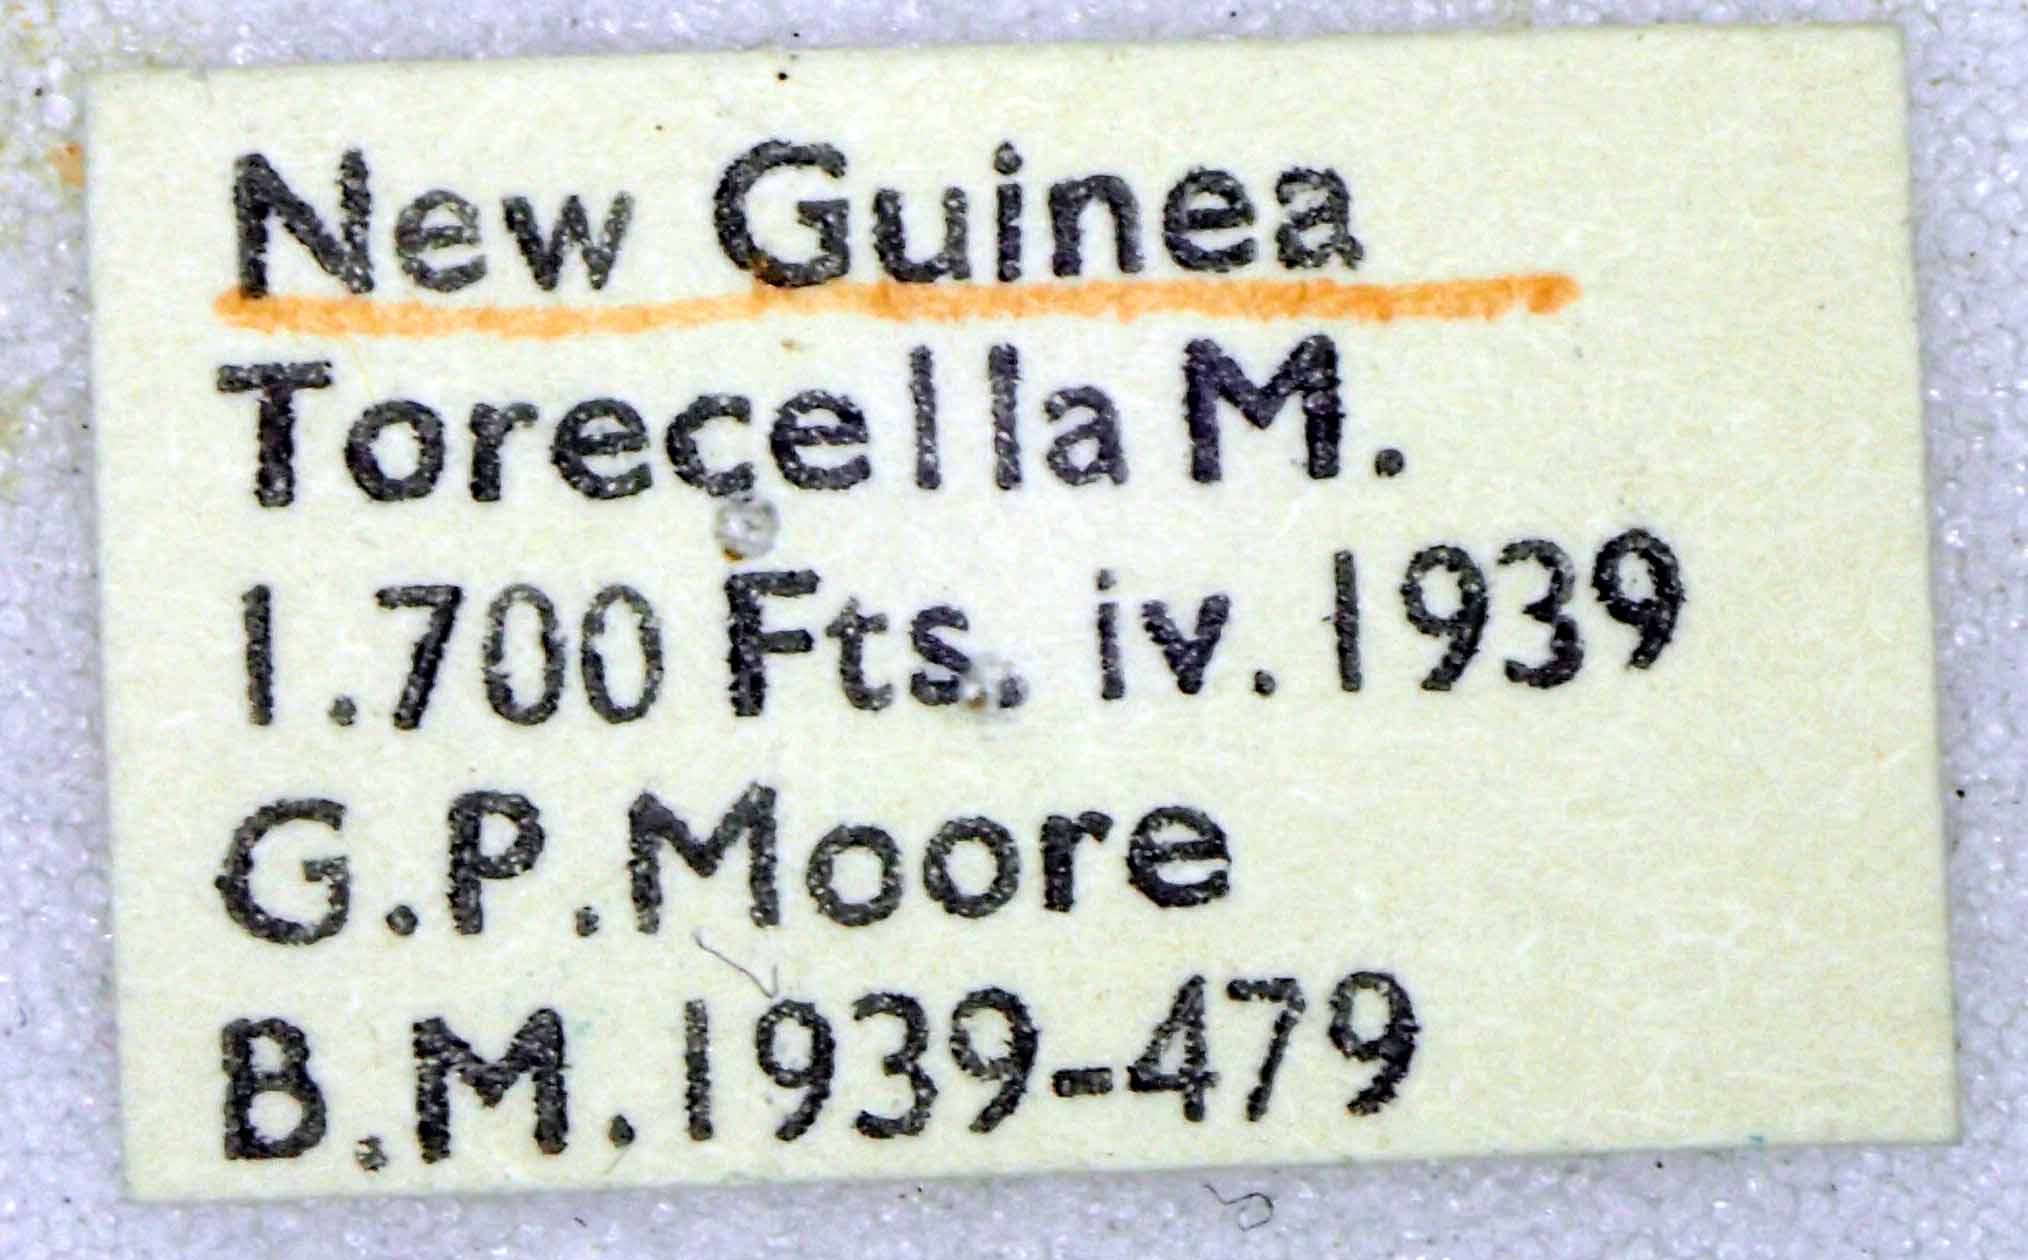 New Guinea
Torecella M.
1.700 Fts. iv. 1939
G.P.Moore
B.M.1939-479